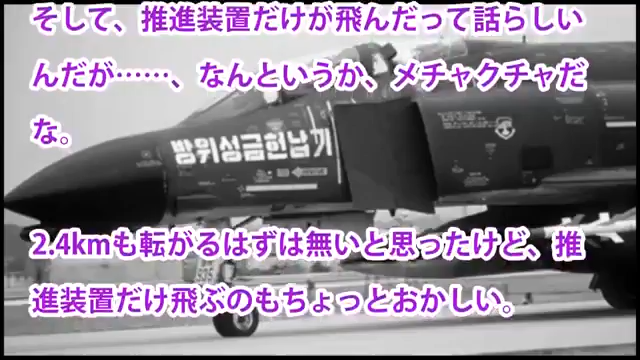 そして、推進装置だけが飛んだって話らしい
んだが……、なんというか、メチャクチャだ
な。
방위성금헌납기
2.4kmも転がるはずは無いと思ったけど、推
進装置だけ飛ぶのもちょっとおかしい。